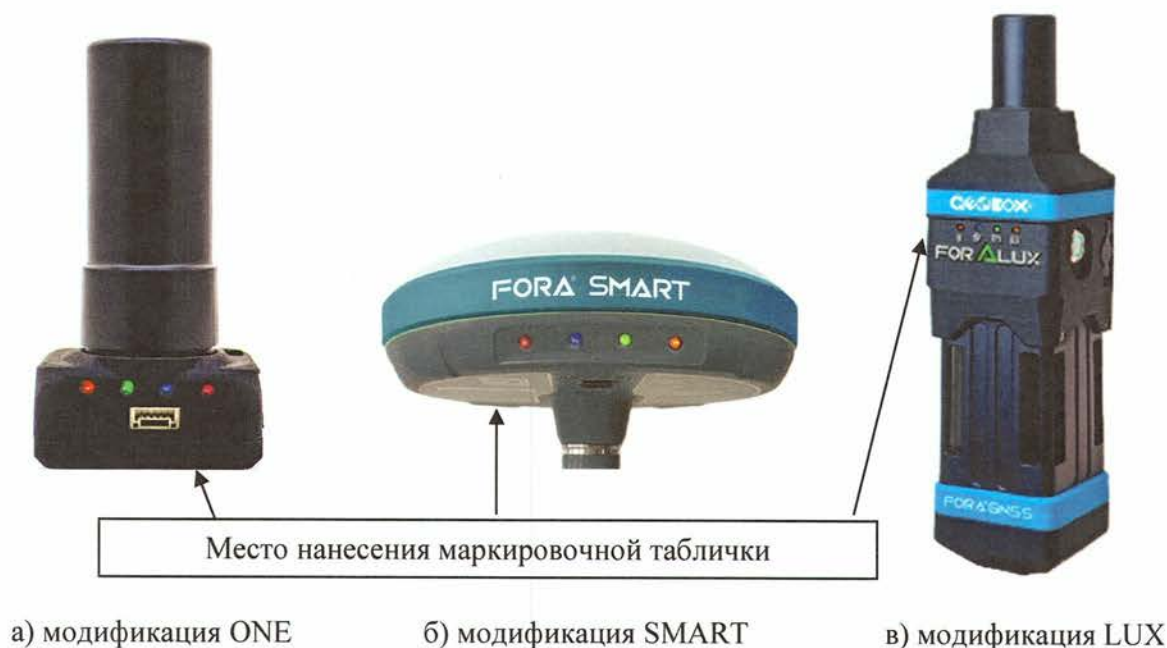 FORA SMART
FOR LUX
FORA GNSS
Место нанесения маркировочной таблички
а) модификация ONE
б) модификация SMART
в) модификация LUX